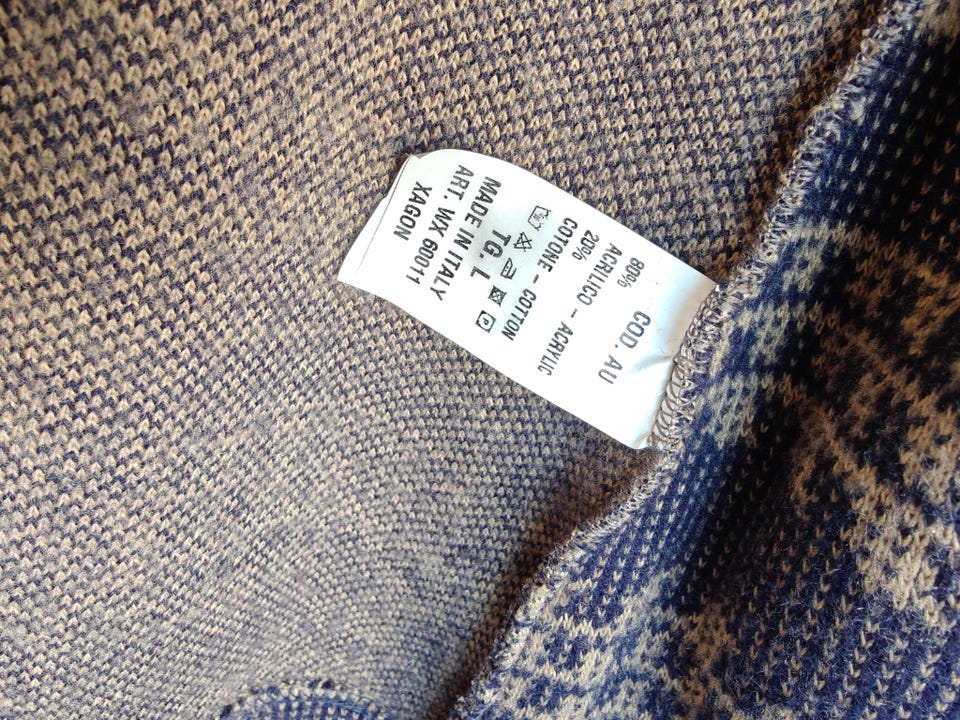 COD. AU
80%
ACRILICO - ACRYLIC
20%
COTONE - COTTON
TG. L
MADE IN ITALY
ART. WX 60011
XAGON